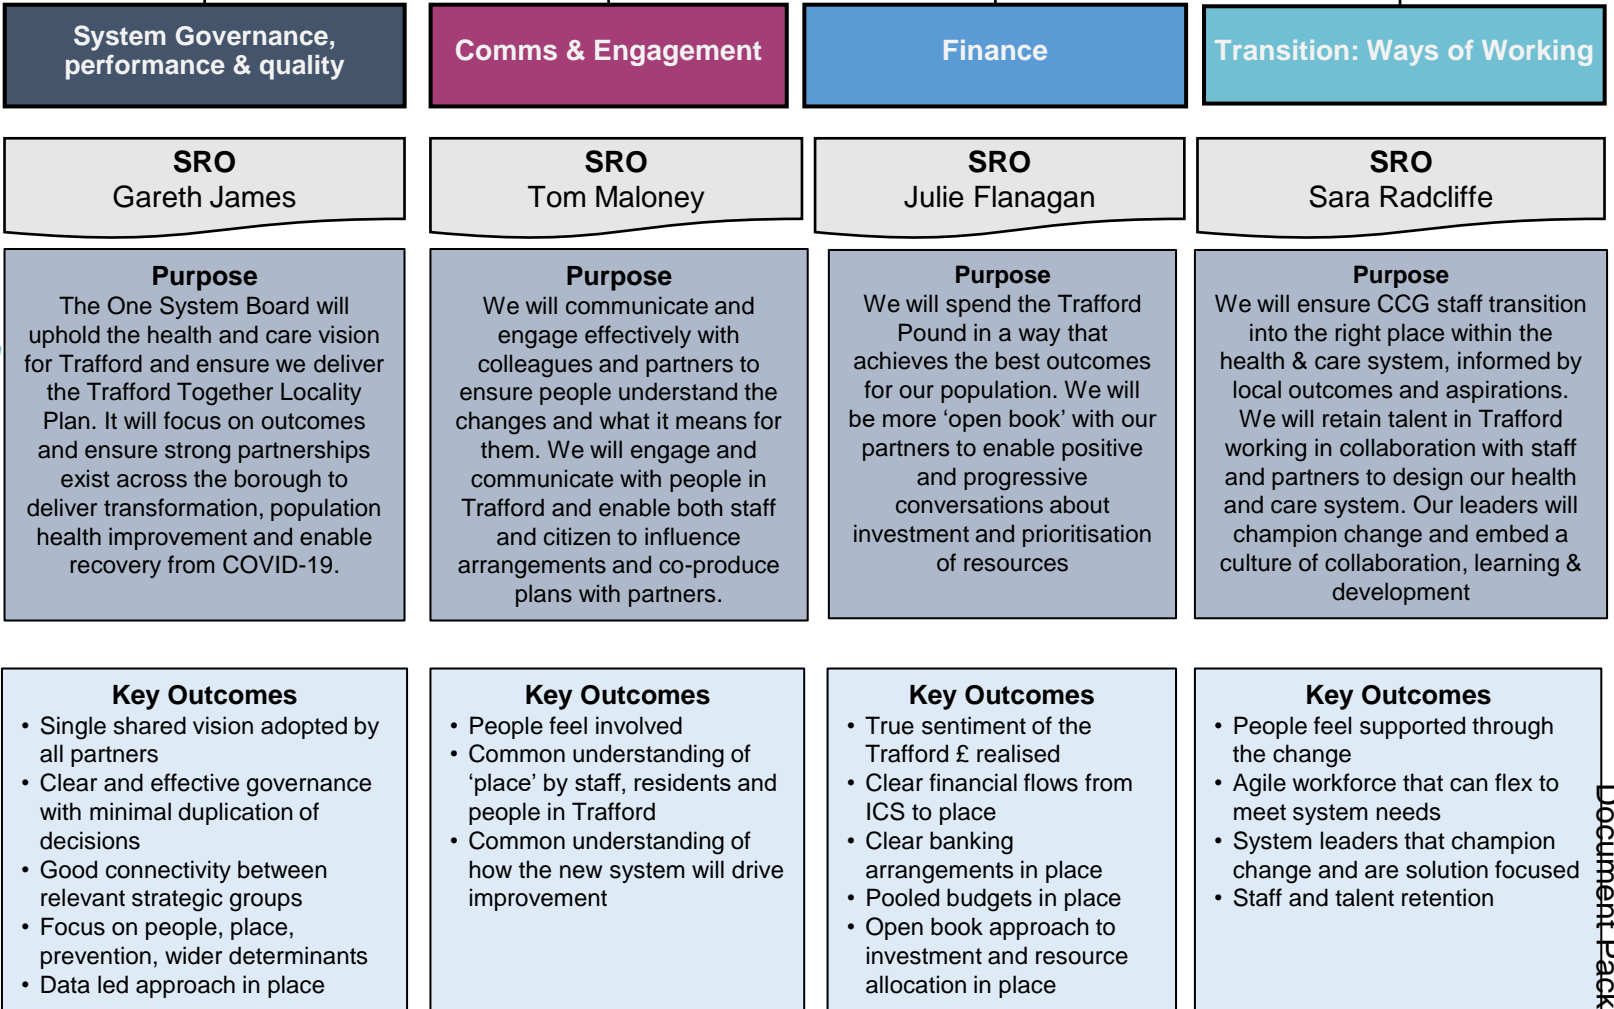 System Governance,
performance & quality
Comms & Engagement
Finance
Transition: Ways of Working
SRO
Gareth James
SRO
Tom Maloney
SRO
Julie Flanagan
SRO
Sara Radcliffe
Purpose
The One System Board will
uphold the health and care vision
for Trafford and ensure we deliver
the Trafford Together Locality
Plan. It will focus on outcomes
and ensure strong partnerships
exist across the borough to
deliver transformation, population
health improvement and enable
recovery from COVID-19.
Purpose
We will communicate and
engage effectively with
colleagues and partners to
ensure people understand the
changes and what it means for
them. We will engage and
communicate with people in
Trafford and enable both staff
and citizen to influence
arrangements and co-produce
plans with partners.
Purpose
We will spend the Trafford
Pound in a way that
achieves the best outcomes
for our population. We will
be more ‘open book’ with our
partners to enable positive
and progressive
conversations about
investment and prioritisation
of resources
Purpose
We will ensure CCG staff transition
into the right place within the
health & care system, informed by
local outcomes and aspirations.
We will retain talent in Trafford
working in collaboration with staff
and partners to design our health
and care system. Our leaders will
champion change and embed a
culture of collaboration, learning &
development
Key Outcomes
• Single shared vision adopted by
all partners
• Clear and effective governance
with minimal duplication of
decisions
• Good connectivity between
relevant strategic groups
• Focus on people, place,
prevention, wider determinants
• Data led approach in place
Key Outcomes
• People feel involved
• Common understanding of
‘place’ by staff, residents and
people in Trafford
• Common understanding of
how the new system will drive
improvement
Key Outcomes
• True sentiment of the
Trafford £ realised
• Clear financial flows from
ICS to place
• Clear banking
arrangements in place
• Pooled budgets in place
• Open book approach to
investment and resource
allocation in place
Key Outcomes
• People feel supported through
the change
• Agile workforce that can flex to
meet system needs
• System leaders that champion
change and are solution focused
• Staff and talent retention
Document Pack